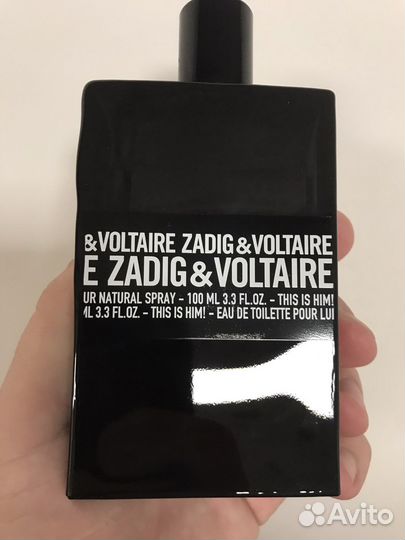 &VOLTAIRE ZADIG&VOLTAIRE
E ZADIG&VOLTAIRE
UR NATURAL SPRAY – 100 ML 3.3 FL.OZ. – THIS IS HIM!
ML 3.3 FL.OZ. – THIS IS HIM! – EAU DE TOILETTE POUR LUI
Avito